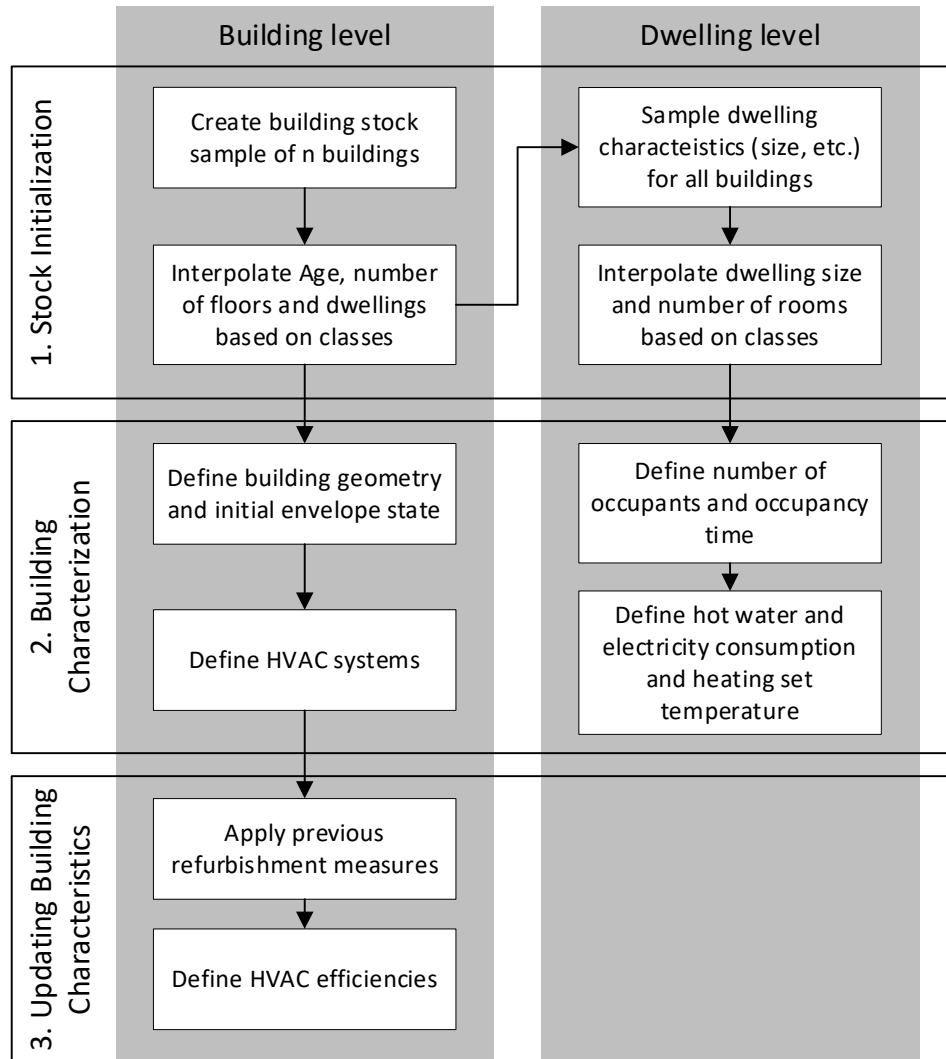 Building level
Dwelling level
1. Stock Initialization
Create building stock
sample of n buildings
Interpolate Age, number
of floors and dwellings
based on classes
Sample dwelling
characteistics (size, etc.)
for all buildings
Interpolate dwelling size
and number of rooms
based on classes
2. Building
Characterization
Define building geometry
and initial envelope state
Define HVAC systems
Define number of
occupants and occupancy
time
Define hot water and
electricity consumption
and heating set
temperature
3. Updating Building
Characteristics
Apply previous
refurbishment measures
Define HVAC efficiencies